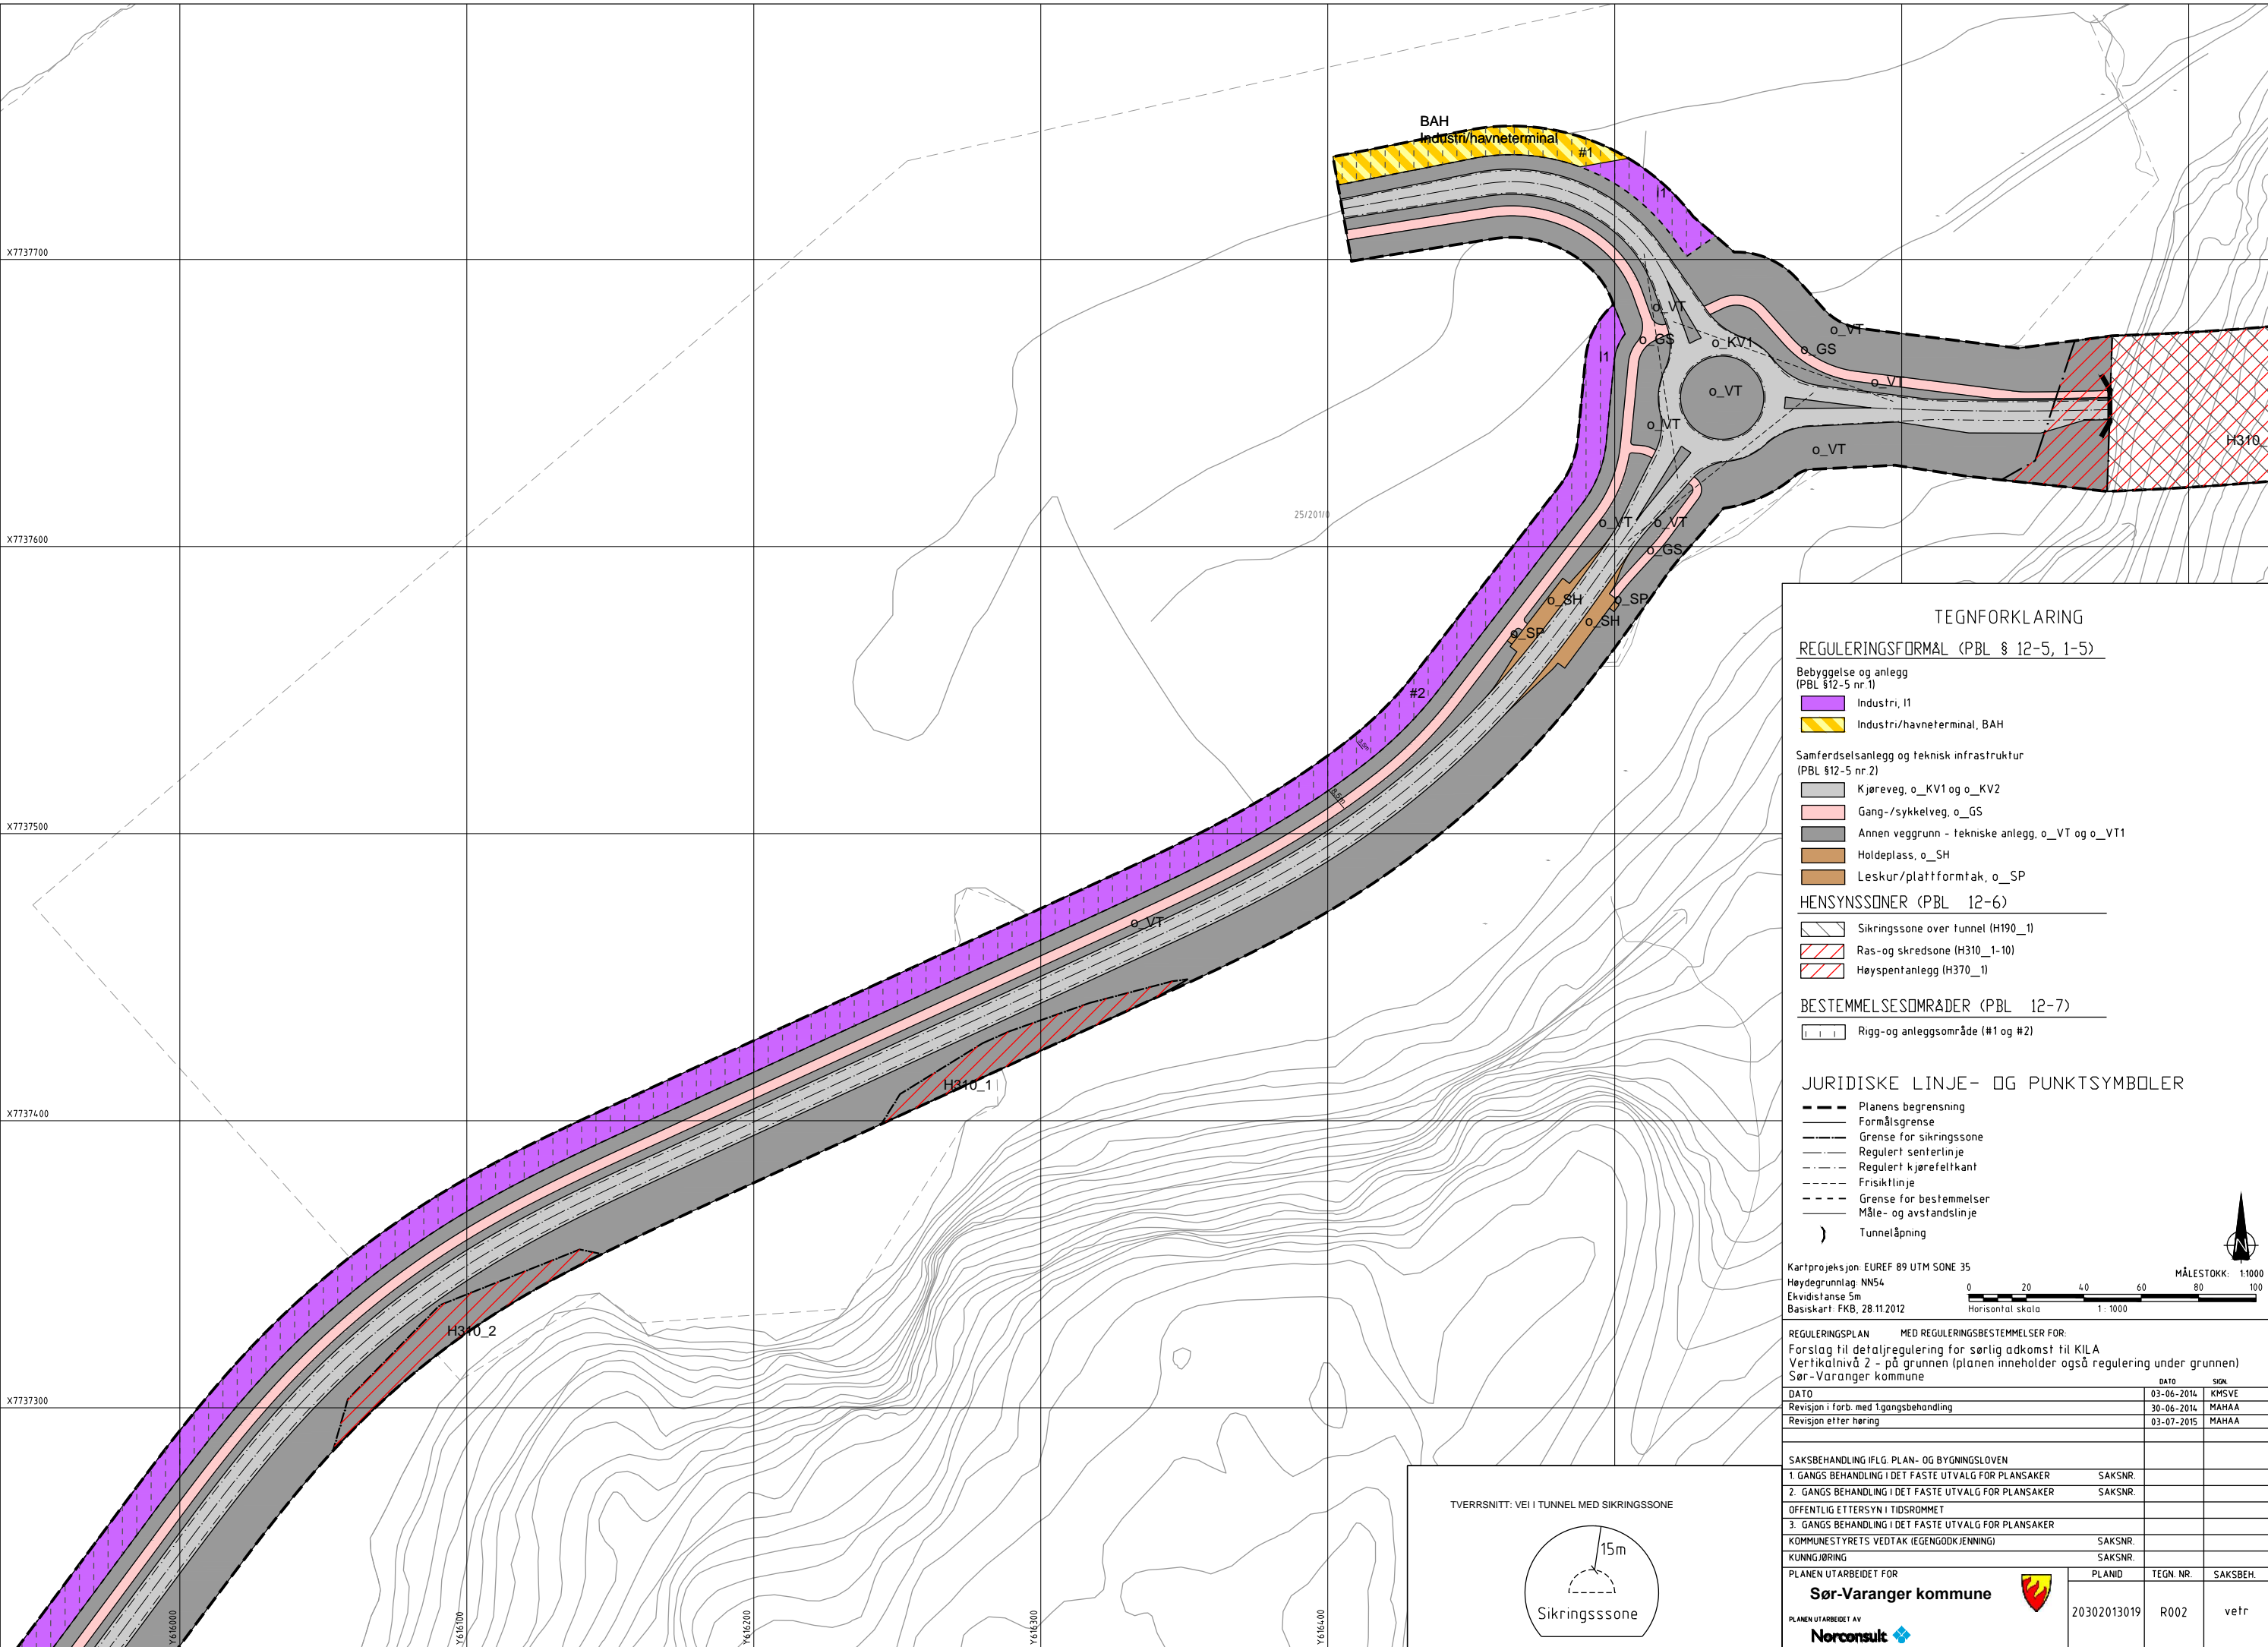 BAH
Industri/havneterminal
#1
I1
X7737700
o_VT
o_VT
o_GS
o_KV1
o_GS
I1
o_VT
o_VT
o_VT
H310_
o_VT
25/201/0
o_VT
o_VT
X7737600
o_GS
o_SH
o_SP
o_SH
o_SP
#2
3,5m
8,5m
X7737500
o_VT
H310_1
X7737400
H310_2
X7737300
Y616000
Y616100
Y616200
Y616300
Y616400
TEGNFORKLARING
REGULERINGSFORMÅL (PBL § 12-5, 1-5)
Bebyggelse og anlegg
(PBL §12-5 nr.1)
Industri, I1
Industri/havneterminal, BAH
Samferdselsanlegg og teknisk infrastruktur
(PBL §12-5 nr.2)
Kjøreveg, o_KV1 og o_KV2
Gang-/sykkelveg, o_GS
Annen veggrunn - tekniske anlegg, o_VT og o_VT1
Holdeplass, o_SH
Leskur/plattformtak, o_SP
HENSYNSSONER (PBL 12-6)
Sikringssone over tunnel (H190_1)
Ras-og skredsone (H310_1-10)
Høyspentanlegg (H370_1)
BESTEMMELSESOMRÅDER (PBL 12-7)
Rigg-og anleggsområde (#1 og #2)
JURIDISKE LINJE- OG PUNKTSYMBOLER
Planens begrensning
Formålsgrense
Grense for sikringssone
Regulert senterlinje
Regulert kjørefeltkant
Frisiktlinje
Grense for bestemmelser
Måle- og avstandslinje
Tunnelåpning
N
Kartprojeksjon: EUREF 89 UTM SONE 35
Høydegrunnlag: NN54
Ekvidistanse 5m
Basiskart: FKB, 28.11.2012
MÅLESTOKK: 1:1000
0 20 40 60 80 100
Horisontal skala 1 : 1000
REGULERINGSPLAN MED REGULERINGSBESTEMMELSER FOR:
Forslag til detaljregulering for sørlig adkomst til KILA
Vertikalnivå 2 - på grunnen (planen inneholder også regulering under grunnen)
Sør-Varanger kommune
DATO SIGN.
DATO 03-06-2014 KMSVE
Revisjon i forb. med 1.gangsbehandling 30-06-2014 MAHAA
Revisjon etter høring 03-07-2015 MAHAA
SAKSBEHANDLING IFLG. PLAN- OG BYGNINGSLOVEN
1. GANGS BEHANDLING I DET FASTE UTVALG FOR PLANSAKER SAKSNR.
2. GANGS BEHANDLING I DET FASTE UTVALG FOR PLANSAKER SAKSNR.
OFFENTLIG ETTERSYN I TIDSROMMET
3. GANGS BEHANDLING I DET FASTE UTVALG FOR PLANSAKER
KOMMUNESTYRETS VEDTAK (EGENGODKJENNING) SAKSNR.
KUNNGJØRING SAKSNR.
PLANEN UTARBEIDET FOR
Sør-Varanger kommune
PLANEN UTARBEIDET AV
Norconsult
PLANID TEGN. NR. SAKSBEH.
20302013019 R002 vetr
TVERRSNITT: VEI I TUNNEL MED SIKRINGSSONE
15m
Sikringsssone